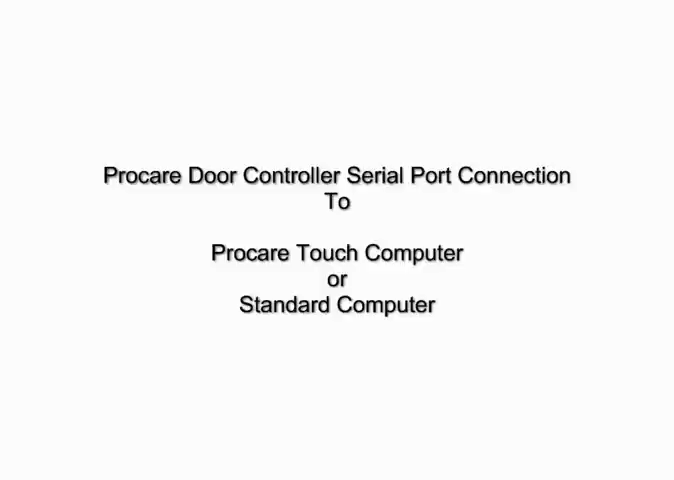 Procare Door Controller Serial Port Connection
To
Procare Touch Computer
or
Standard Computer